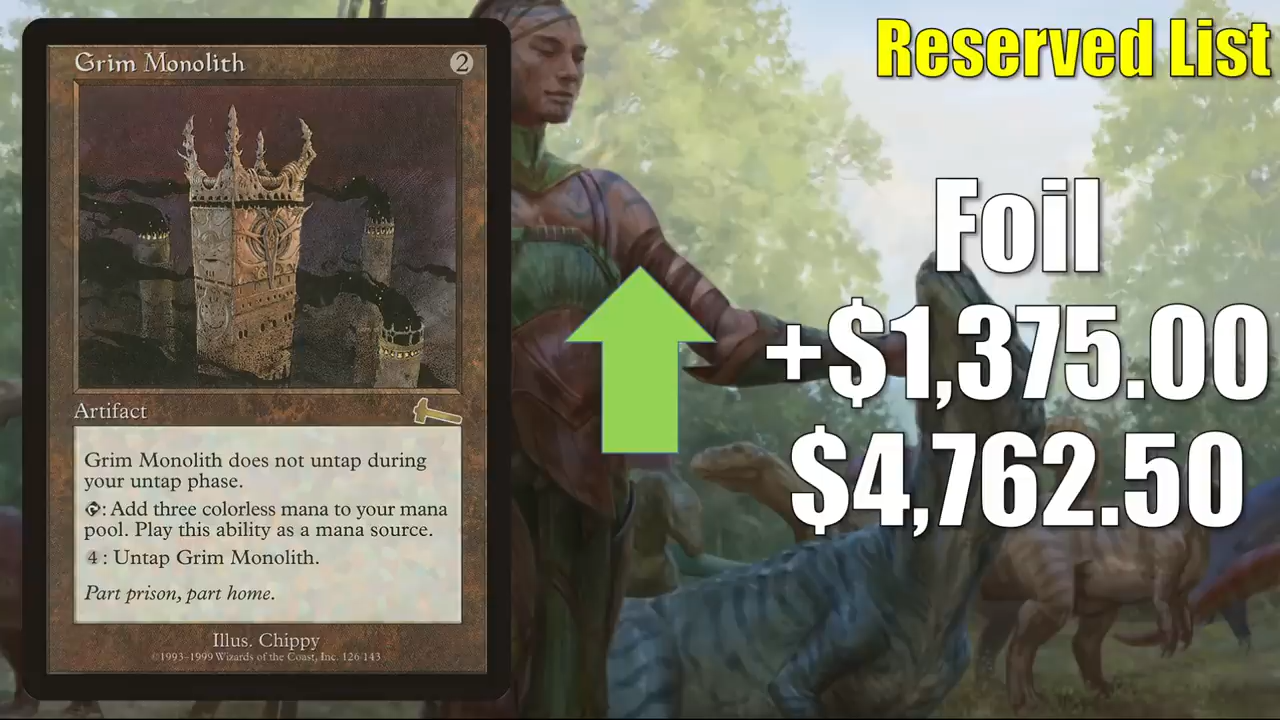 Grim Monolith 2
Artifact
Grim Monolith does not untap during
your untap phase.
: Add three colorless mana to your mana
pool. Play this ability as a mana source.
4: Untap Grim Monolith.
Part prison, part home.
Illus. Chippy
©1993–1999 Wizards of the Coast, Inc. 126/143
Reserved List
Foil
+$1,375.00
$4,762.50